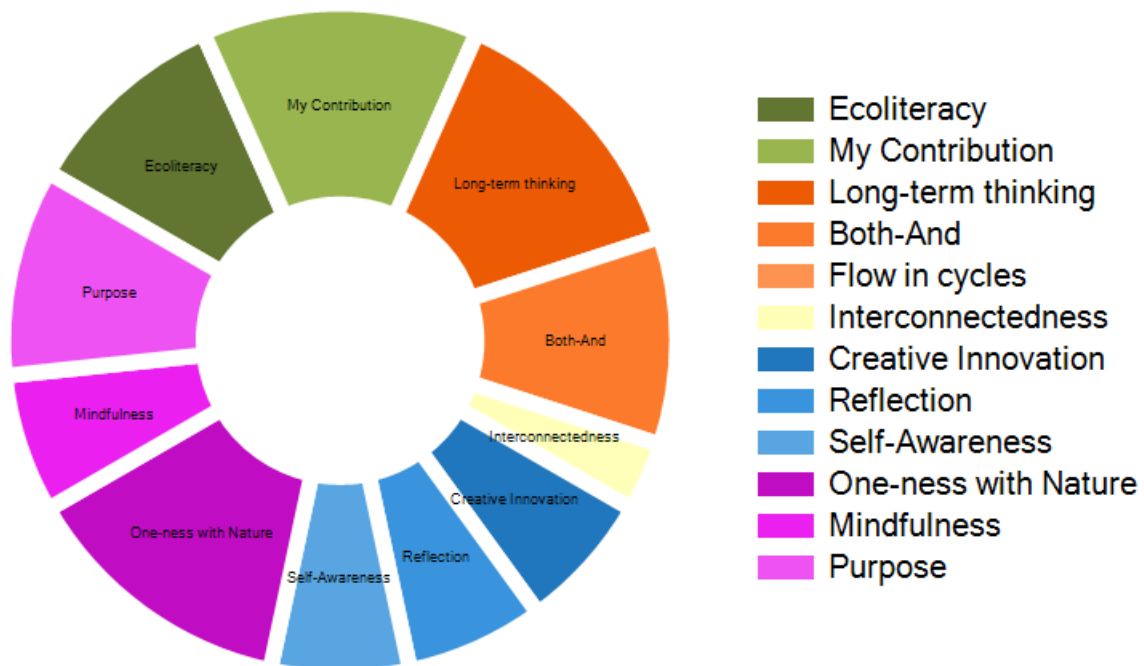 My Contribution
Ecoliteracy
Long-term thinking
Purpose
Both-And
Mindfulness
Interconnectedness
Creative Innovation
One-ness with Nature
Reflection
Self-Awareness
Ecoliteracy
My Contribution
Long-term thinking
Both-And
Flow in cycles
Interconnectedness
Creative Innovation
Reflection
Self-Awareness
One-ness with Nature
Mindfulness
Purpose